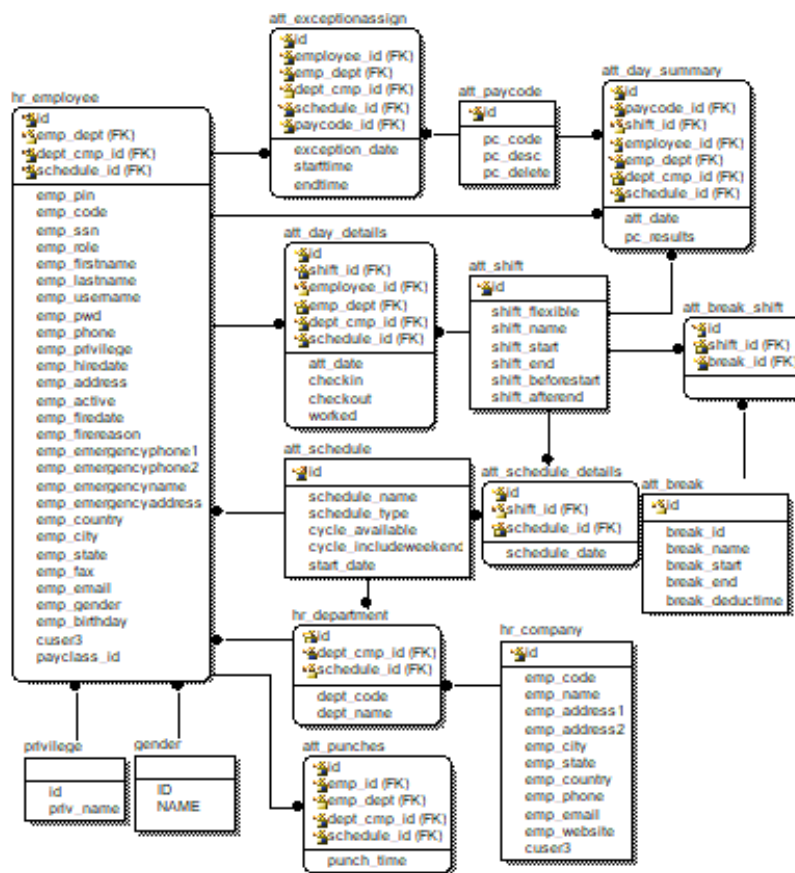 att_exceptionassign
id
employee_id (FK)
emp_dept (FK)
dept_cmp_id (FK)
schedule_id (FK)
paycode_id (FK)
exception_date
starttime
endtime
att_paycode
id
pc_code
pc_desc
pc_delete
att_day_summary
id
paycode_id (FK)
shift_id (FK)
employee_id (FK)
emp_dept (FK)
dept_cmp_id (FK)
schedule_id (FK)
att_date
pc_results
hr_employee
id
emp_dept (FK)
dept_cmp_id (FK)
schedule_id (FK)
emp_pin
emp_code
emp_ssn
emp_role
emp_firstname
emp_lastname
emp_username
emp_pwd
emp_phone
emp_privilege
emp_hiredate
emp_address
emp_active
emp_firedate
emp_firereason
emp_emergencyphone1
emp_emergencyphone2
emp_emergencyname
emp_emergencyaddress
emp_country
emp_city
emp_state
emp_fax
emp_email
emp_gender
emp_birthday
cuser3
payclass_id
att_day_details
id
shift_id (FK)
employee_id (FK)
emp_dept (FK)
dept_cmp_id (FK)
schedule_id (FK)
att_date
checkin
checkout
worked
att_shift
id
shift_flexible
shift_name
shift_start
shift_end
shift_beforestart
shift_afterend
att_break_shift
id
shift_id (FK)
break_id (FK)
att_schedule
id
schedule_name
schedule_type
cycle_available
cycle_includeweekend
start_date
att_schedule_details
id
shift_id (FK)
schedule_id (FK)
schedule_date
att_break
id
break_id
break_name
break_start
break_end
break_deductime
hr_department
id
dept_cmp_id (FK)
schedule_id (FK)
dept_code
dept_name
hr_company
id
emp_code
emp_name
emp_address1
emp_address2
emp_city
emp_state
emp_country
emp_phone
emp_email
emp_website
cuser3
privilege
id
priv_name
gender
ID
NAME
att_punches
id
emp_id (FK)
emp_dept (FK)
dept_cmp_id (FK)
schedule_id (FK)
punch_time